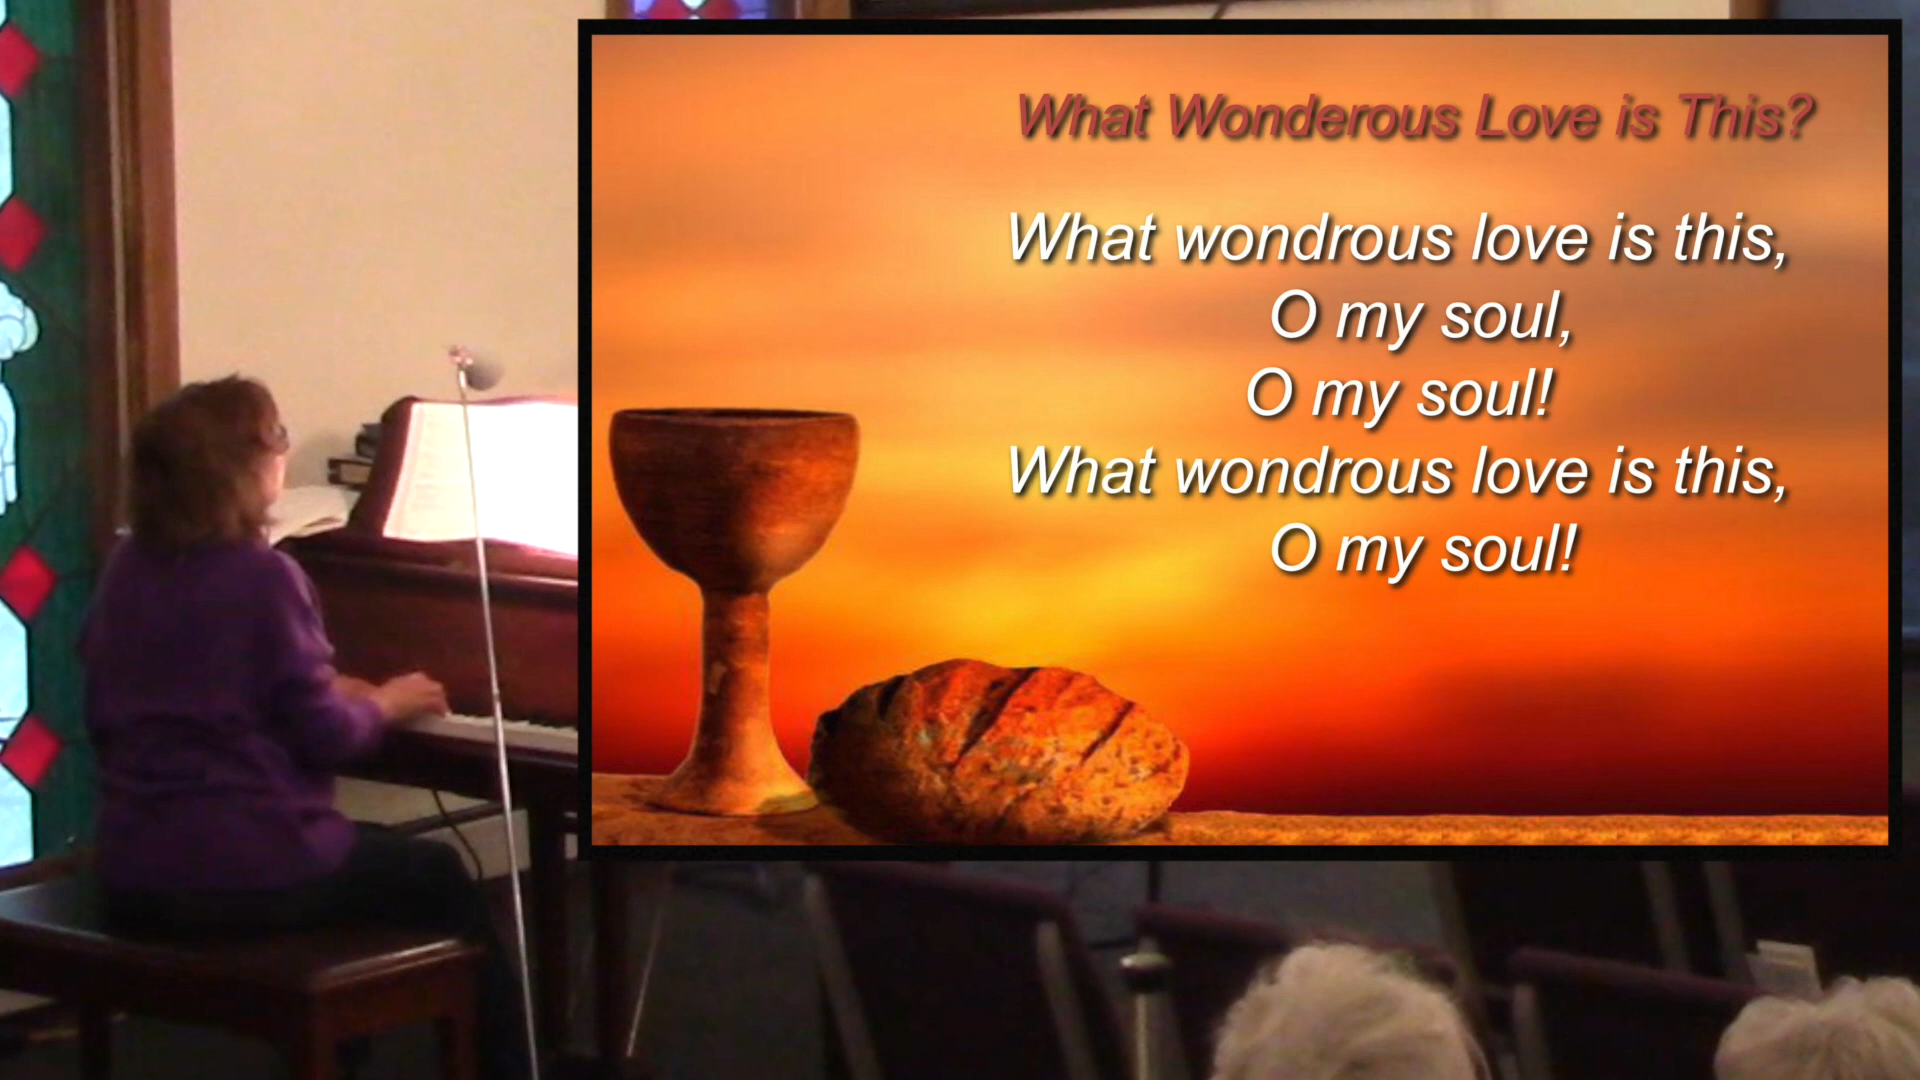 What Wonderous Love is This?
What wondrous love is this,
O my soul,
O my soul!
What wondrous love is this,
O my soul!